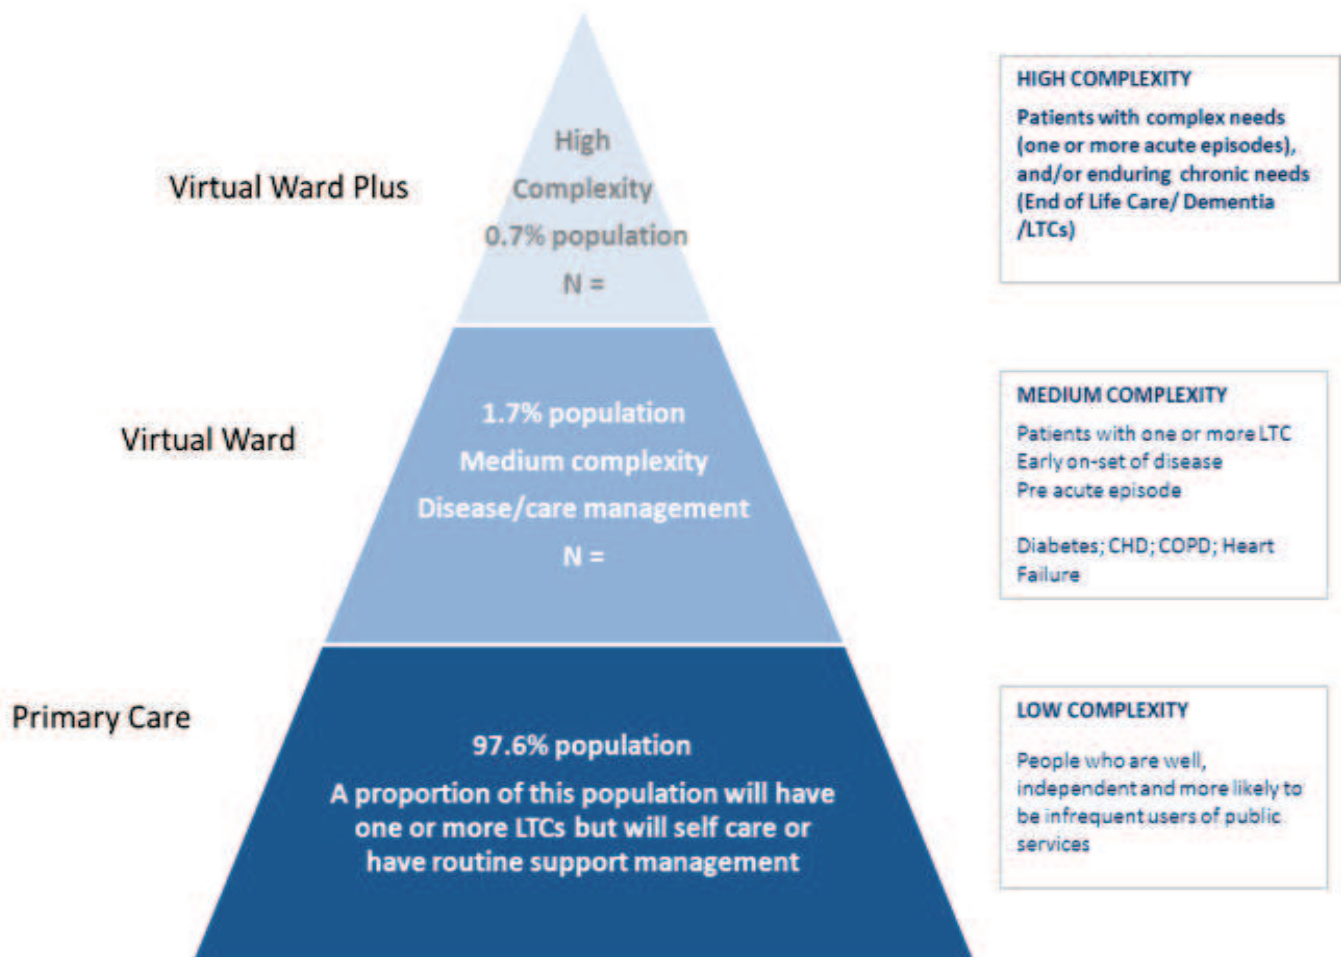 Virtual Ward Plus
High
Complexity
0.7% population
N =
HIGH COMPLEXITY
Patients with complex needs
(one or more acute episodes),
and/or enduring chronic needs
(End of Life Care/ Dementia
/LTCs)
Virtual Ward
1.7% population
Medium complexity
Disease/care management
N =
MEDIUM COMPLEXITY
Patients with one or more LTC
Early on-set of disease
Pre acute episode
Diabetes; CHD; COPD; Heart
Failure
Primary Care
97.6% population
A proportion of this population will have
one or more LTCs but will self care or
have routine support management
LOW COMPLEXITY
People who are well,
independent and more likely to
be infrequent users of public
services